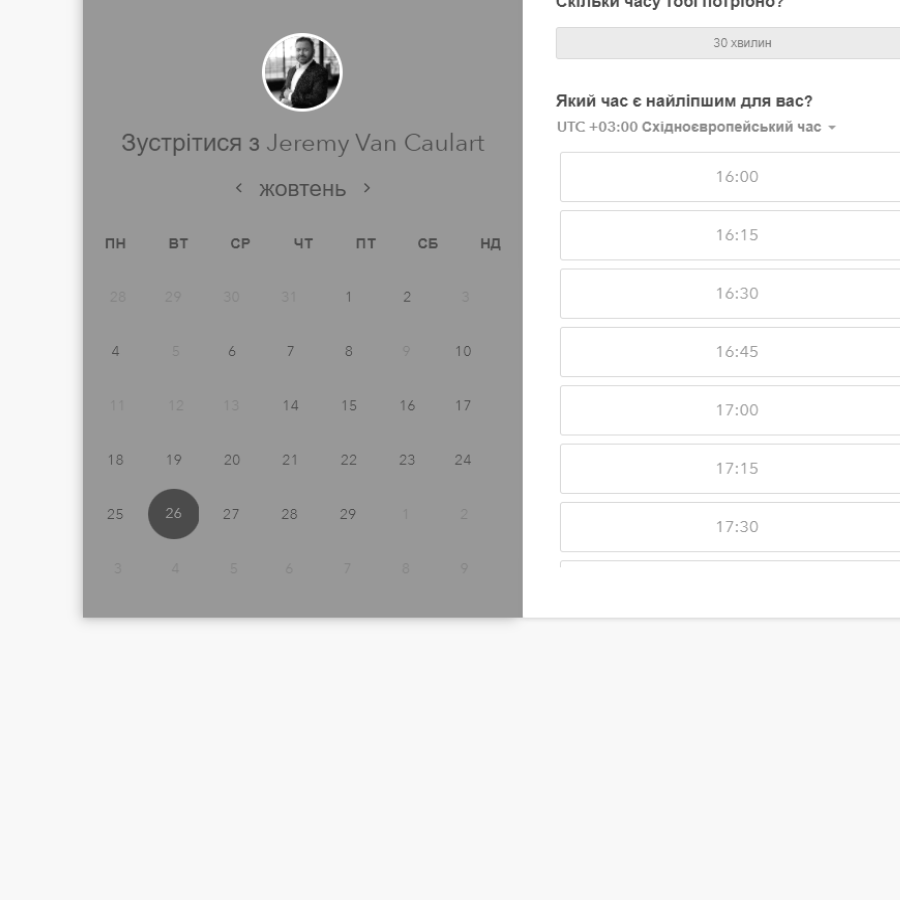 Зустрітися з Jeremy Van Caulart
жовтень
ПН ВТ СР ЧТ ПТ СБ НД
28 29 30 31 1 2 3
4 5 6 7 8 9 10
11 12 13 14 15 16 17
18 19 20 21 22 23 24
25 26 27 28 29 1 2
3 4 5 6 7 8 9
Скільки часу тобі потрібно?
30 хвилин
Який час є найліпшим для вас?
UTC +03:00 Східноєвропейський час
16:00
16:15
16:30
16:45
17:00
17:15
17:30